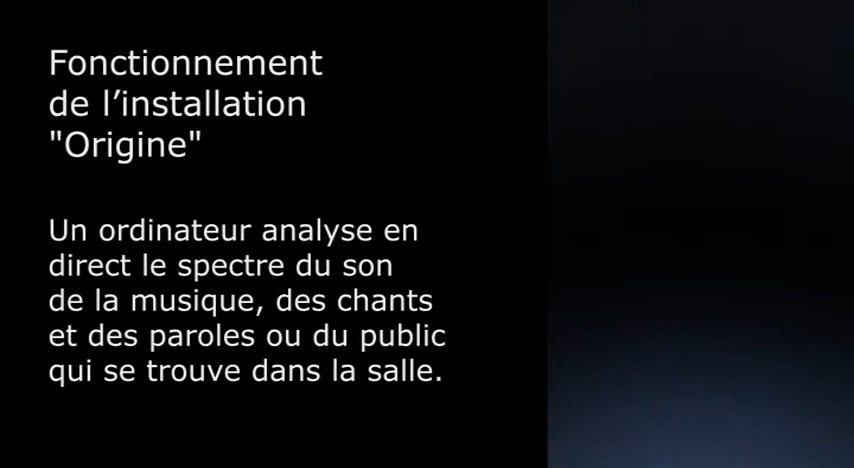 Fonctionnement
de l’installation
"Origine"
Un ordinateur analyse en
direct le spectre du son
de la musique, des chants
et des paroles ou du public
qui se trouve dans la salle.